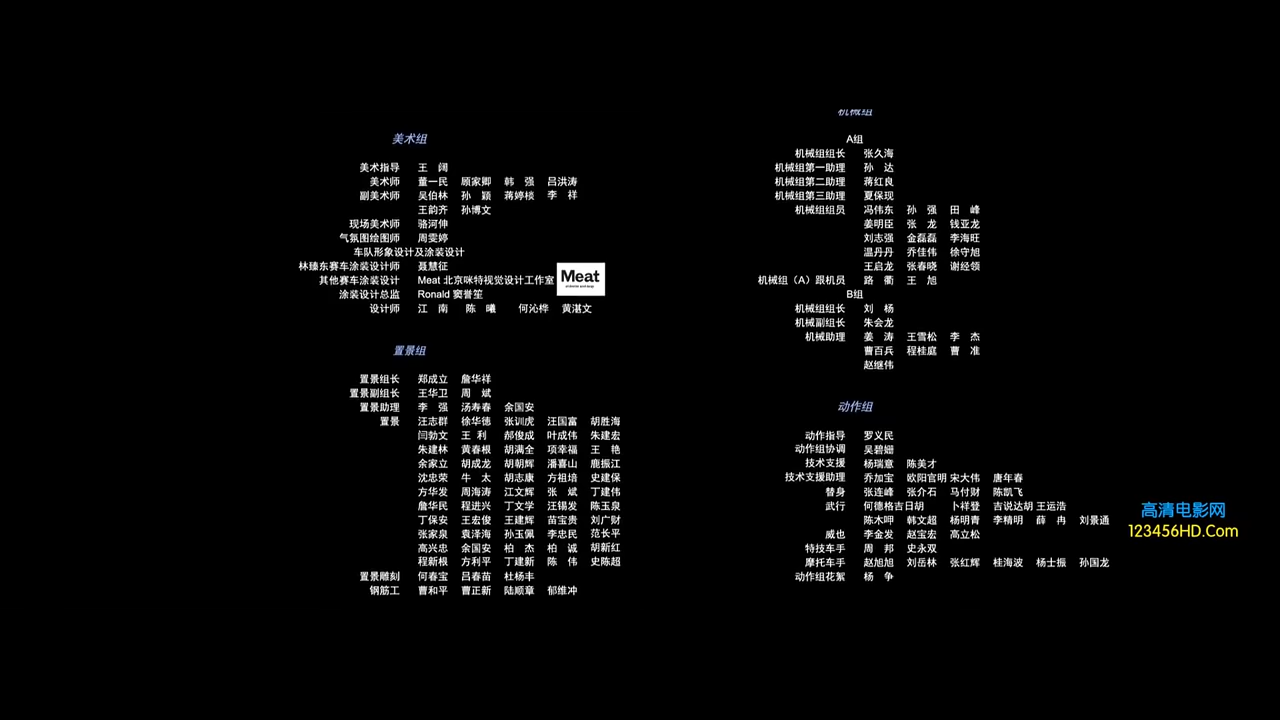 美术组
美术指导 王 阔
美术师 董一民 顾家卿 韩 强 吕洪涛
副美术师 吴伯林 孙 颖 蒋婷棪 李 祥
王韵齐 孙博文
现场美术师 骆河伸
气氛图绘图师 周雯婷
车队形象设计及涂装设计
林臻东赛车涂装设计师 聂慧征
其他赛车涂装设计 Meat 北京咪特视觉设计工作室 Meat
涂装设计总监 Ronald 窦誉笙
设计师 江 南 陈 曦 何沁桦 黄湛文
置景组
置景组长 郑成立 詹华祥
置景副组长 王华卫 周 斌
置景助理 李 强 汤寿春 余国安
置景 汪志群 徐华德 张训虎 汪国富 胡胜海
闫勃文 王 利 郝俊成 叶成伟 朱建宏
朱建林 黄春根 胡满全 项幸福 王 艳
余家立 胡成龙 胡朝辉 潘喜山 鹿振江
沈忠荣 牛 太 胡志康 方祖培 史建保
方华发 周海涛 江文辉 张 斌 丁建伟
詹华民 程进兴 丁文学 汪锡发 陈玉泉
丁保安 王宏俊 王建辉 苗宝贵 刘广财
张家泉 袁泽海 孙玉佩 李忠民 范长平
高兴忠 余国安 柏 杰 柏 诚 胡新红
程新根 方利平 丁建新 陈 伟 史陈超
置景雕刻 何春宝 吕春苗 杜杨丰
钢筋工 曹和平 曹正新 陆顺章 郁维冲
机械组
A组
机械组组长 张久海
机械组第一助理 孙 达
机械组第二助理 蒋红良
机械组第三助理 夏保现
机械组组员 冯伟东 孙 强 田 峰
姜明臣 张 龙 钱亚龙
刘志强 金磊磊 李海旺
温丹丹 乔佳伟 徐守旭
王启龙 张春晓 谢经领
机械组（A）跟机员 路 衢 王 旭
B组
机械组组长 刘 杨
机械副组长 朱会龙
机械助理 姜 涛 王雪松 李 杰
曹百兵 程桂庭 曹 准
赵继伟
动作组
动作指导 罗义民
动作组协调 吴碧姗
技术支援 杨瑞意 陈美才
技术支援助理 乔加宝 欧阳官明 宋大伟 唐年春
替身 张连峰 张介石 马付财 陈凯飞
武行 何德格吉日胡 卜祥登 吉说达胡 王运浩
陈木呷 韩文超 杨明青 李精明 薛 冉 刘景通
威也 李金发 赵宝宏 高立松
特技车手 周 邦 史永双
摩托车手 赵旭旭 刘岳林 张红辉 桂海波 杨士振 孙国龙
动作组花絮 杨 争
高清电影网
123456HD.Com